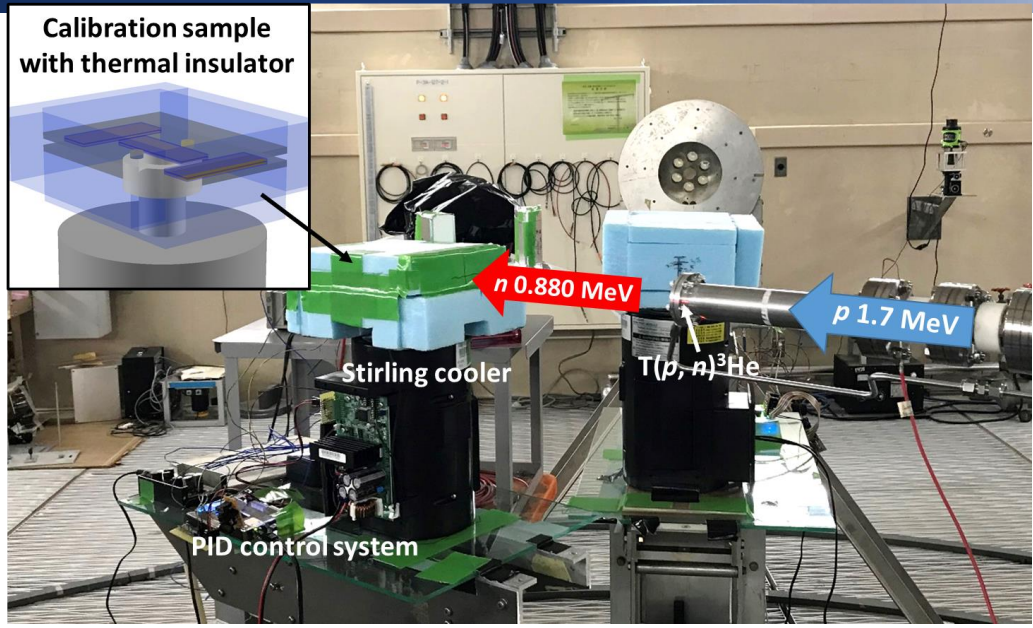 Calibration sample
with thermal insulator
n 0.880 MeV
p 1.7 MeV
Stirling cooler
T(p, n)³He
PID control system